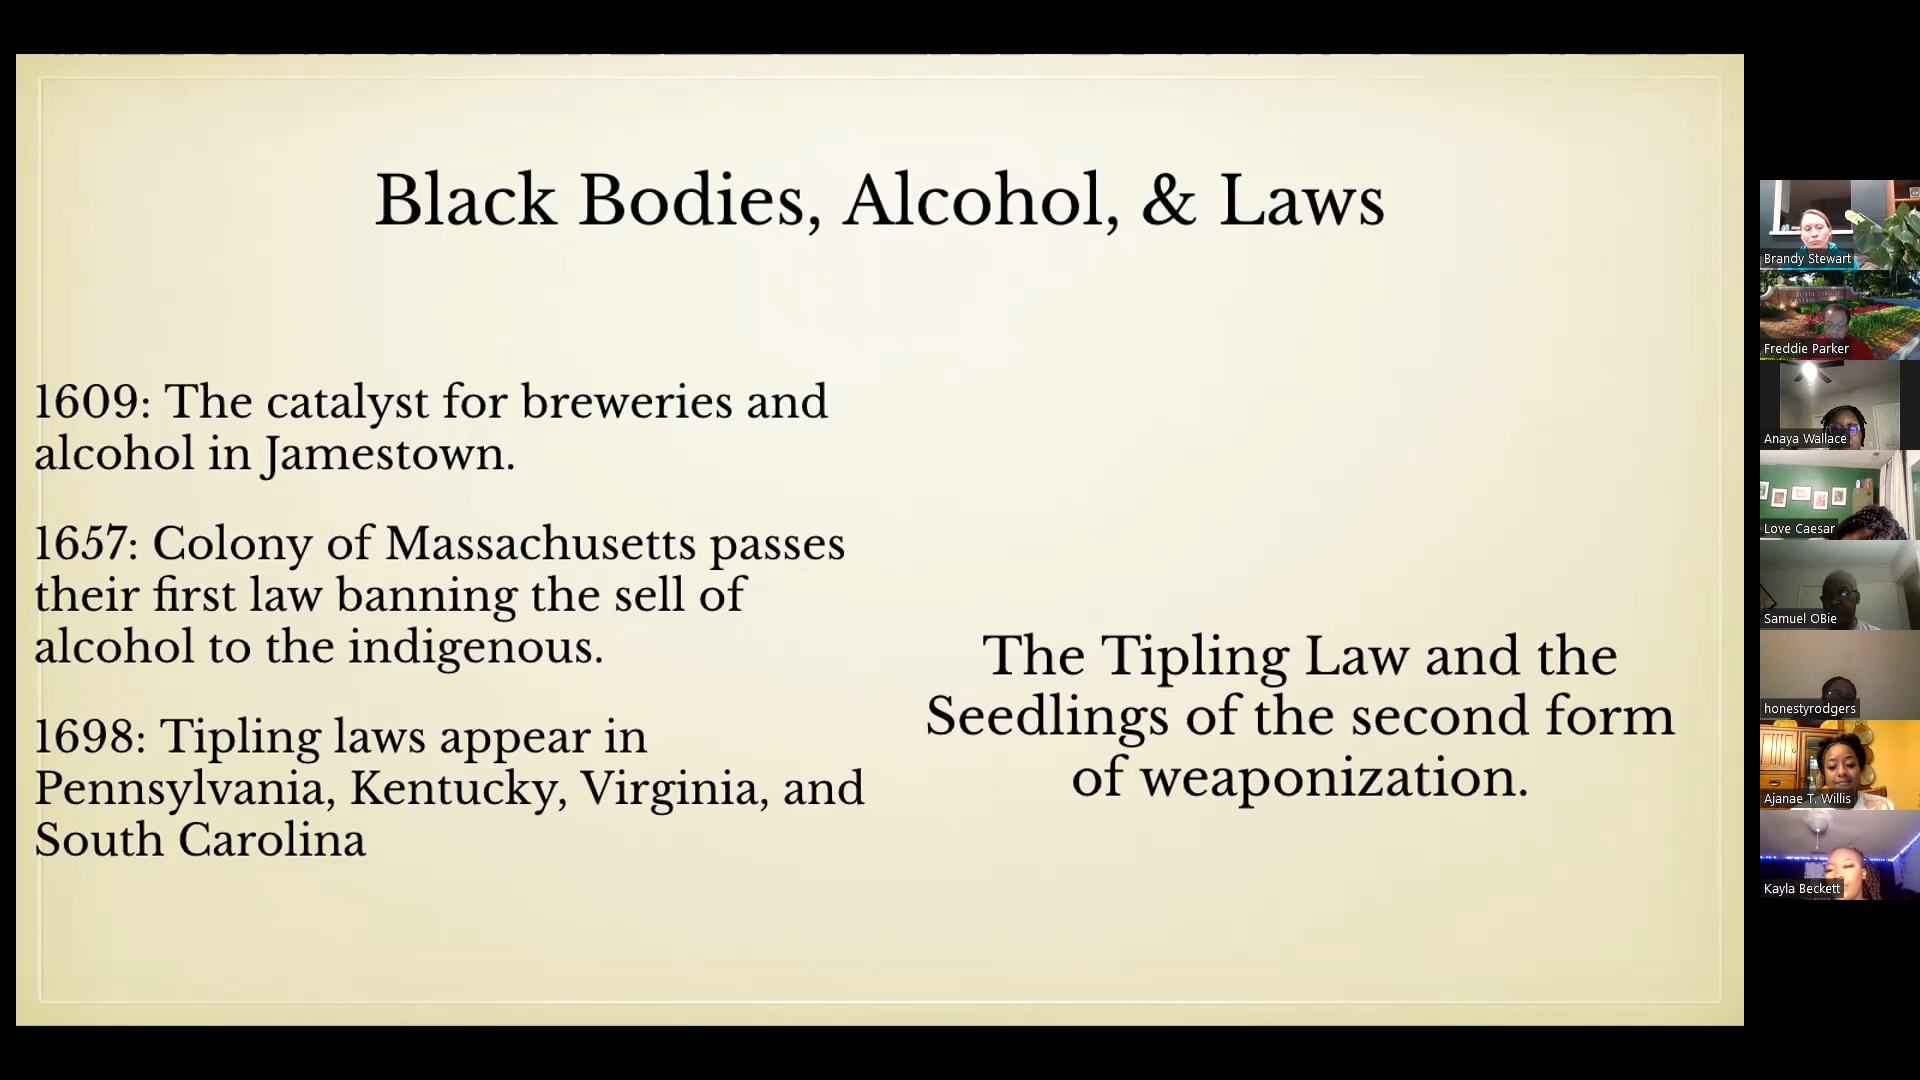 Black Bodies, Alcohol, & Laws
1609: The catalyst for breweries and
alcohol in Jamestown.
1657: Colony of Massachusetts passes
their first law banning the sell of
alcohol to the indigenous.
1698: Tipling laws appear in
Pennsylvania, Kentucky, Virginia, and
South Carolina
The Tipling Law and the
Seedlings of the second form
of weaponization.
Brandy Stewart
Freddie Parker
Anaya Wallace
Love Caesar
Samuel OBie
honestyrodgers
Ajanae T. Willis
Kayla Beckett